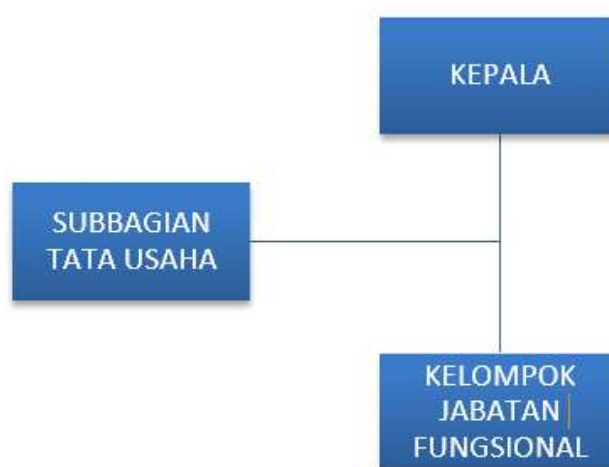 KEPALA
SUBBAGIAN
TATA USAHA
KELOMPOK
JABATAN
FUNGSIONAL